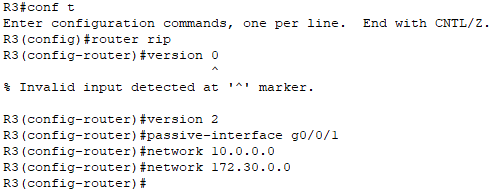 R3#conf t
Enter configuration commands, one per line.  End with CNTL/Z.
R3(config)#router rip
R3(config-router)#version 0
                          ^
% Invalid input detected at '^' marker.

R3(config-router)#version 2
R3(config-router)#passive-interface g0/0/1
R3(config-router)#network 10.0.0.0
R3(config-router)#network 172.30.0.0
R3(config-router)#